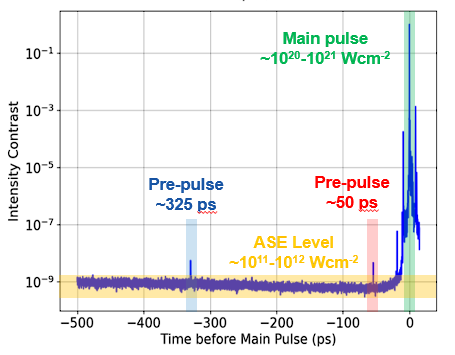 Main pulse
~10²⁰-10²¹ Wcm⁻²
Pre-pulse
~325 ps
Pre-pulse
~50 ps
ASE Level
~10¹¹-10¹² Wcm⁻²
Intensity Contrast
10⁻¹
10⁻³
10⁻⁵
10⁻⁷
10⁻⁹
−500
−400
−300
−200
−100
0
Time before Main Pulse (ps)